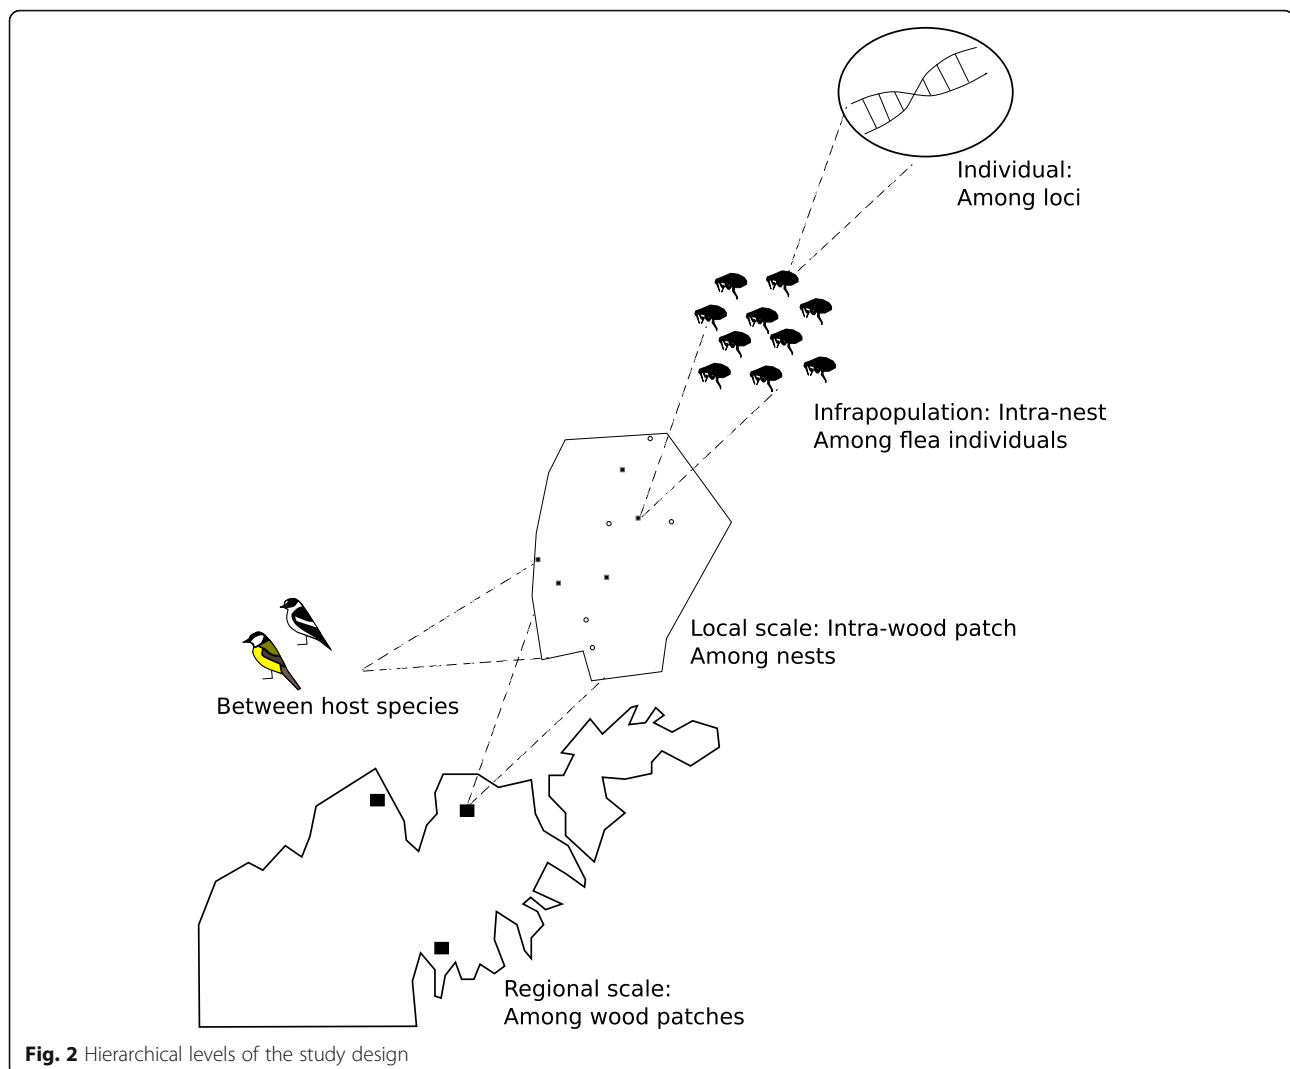 Individual:
Among loci
Infrapopulation: Intra-nest
Among flea individuals
Local scale: Intra-wood patch
Among nests
Between host species
Regional scale:
Among wood patches
Fig. 2 Hierarchical levels of the study design